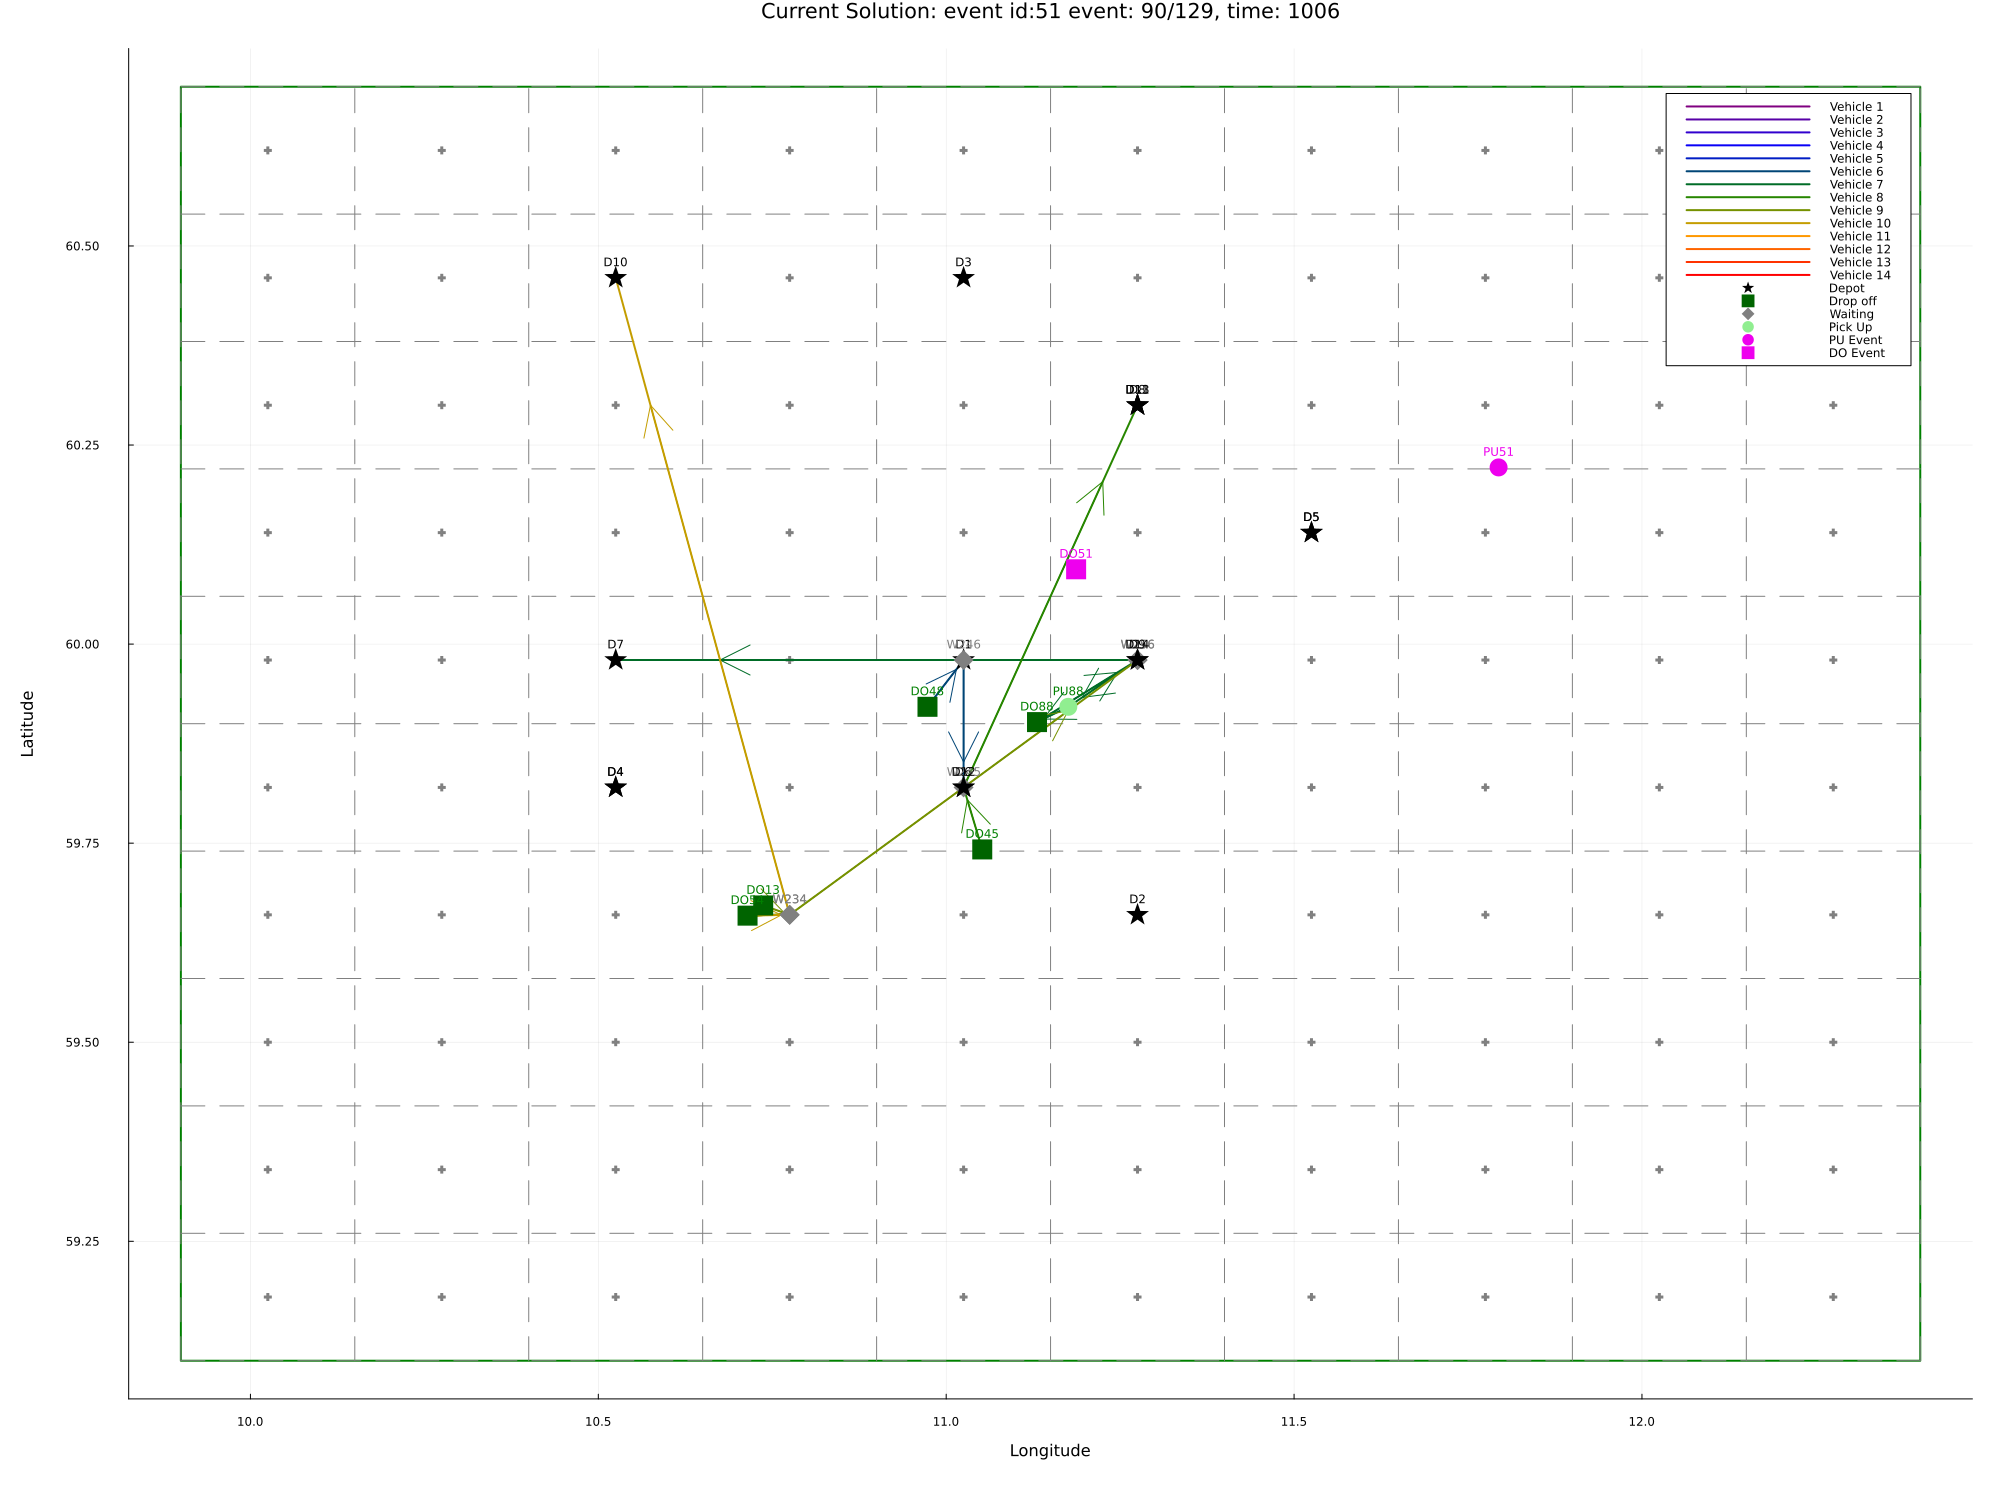 Current Solution: event id:51 event: 90/129, time: 1006
Vehicle 1
Vehicle 2
Vehicle 3
Vehicle 4
Vehicle 5
Vehicle 6
Vehicle 7
Vehicle 8
Vehicle 9
Vehicle 10
Vehicle 11
Vehicle 12
Vehicle 13
Vehicle 14
Depot
Drop off
Waiting
Pick Up
PU Event
DO Event
60.50
D10
D3
60.25
PU51
D5
DO51
60.00
D7
D1
DO48
PU88
DO88
D4
59.75
DO45
DO13
W234
D2
59.50
59.25
10.0
10.5
11.0
11.5
12.0
Longitude
Latitude